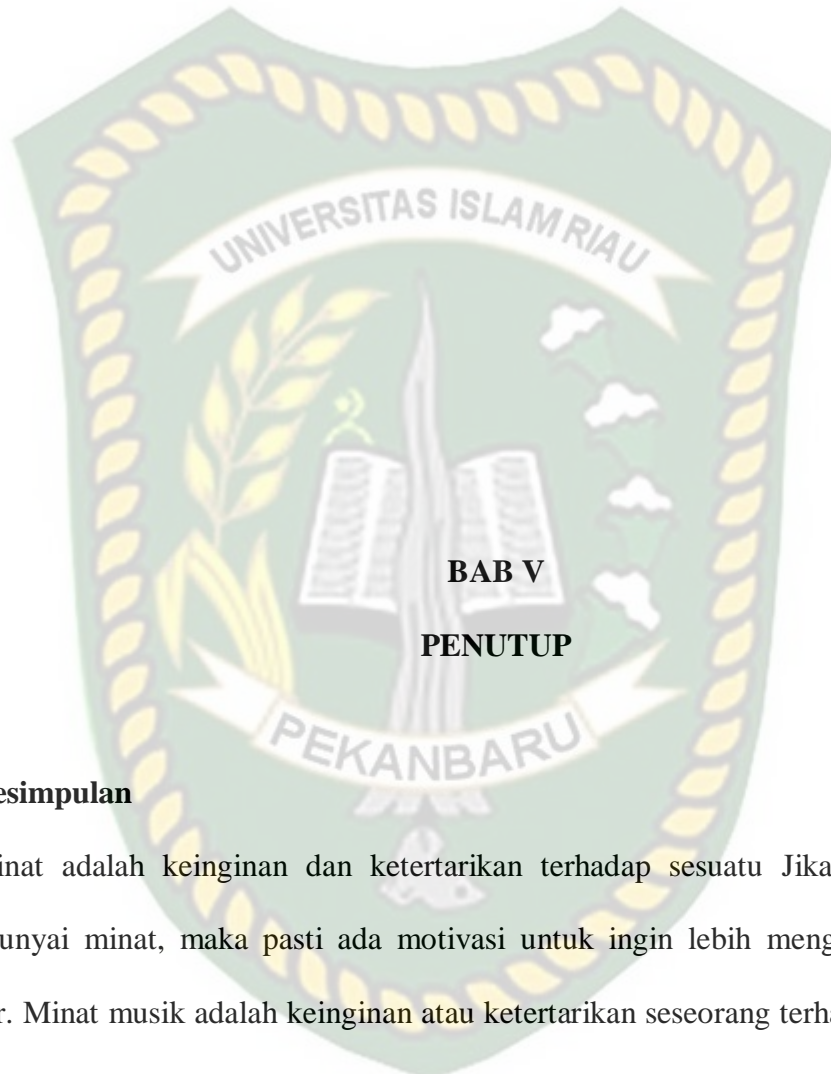 UNIVERSITAS ISLAM RIAU
BAB V
PENUTUP
PEKANBARU
esimpulan
inat adalah keinginan dan ketertarikan terhadap sesuatu Jika
unyai minat, maka pasti ada motivasi untuk ingin lebih meng
r. Minat musik adalah keinginan atau ketertarikan seseorang terha